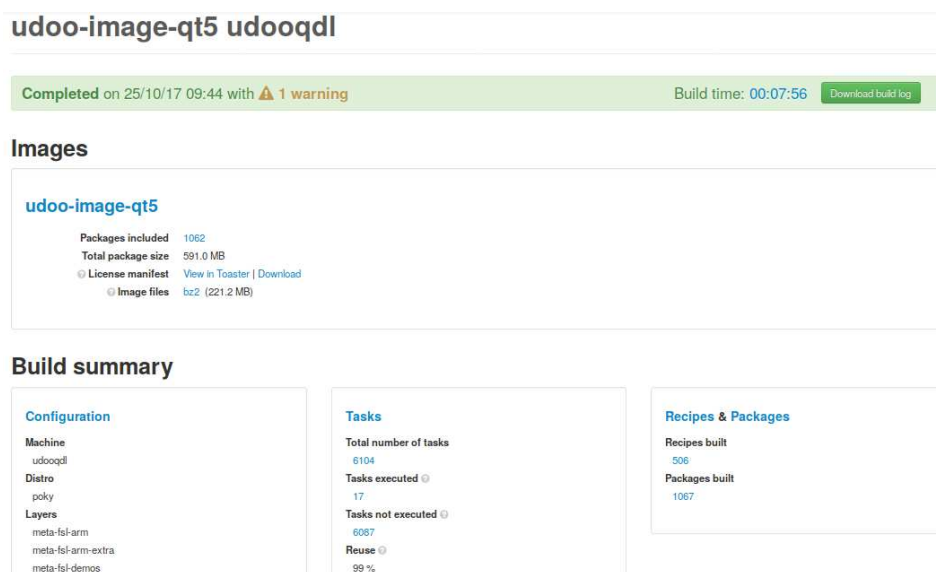 udoo-image-qt5 udooqdl
Completed on 25/10/17 09:44 with 1 warning
Build time: 00:07:56 Download build log
Images
udoo-image-qt5
Packages included 1062
Total package size 591.0 MB
License manifest View in Toaster | Download
Image files bz2 (221.2 MB)
Build summary
Configuration
Machine
udooqdl
Distro
poky
Layers
meta-fsl-arm
meta-fsl-arm-extra
meta-fsl-demos
Tasks
Total number of tasks
6104
Tasks executed
17
Tasks not executed
6087
Reuse
99 %
Recipes & Packages
Recipes built
506
Packages built
1067